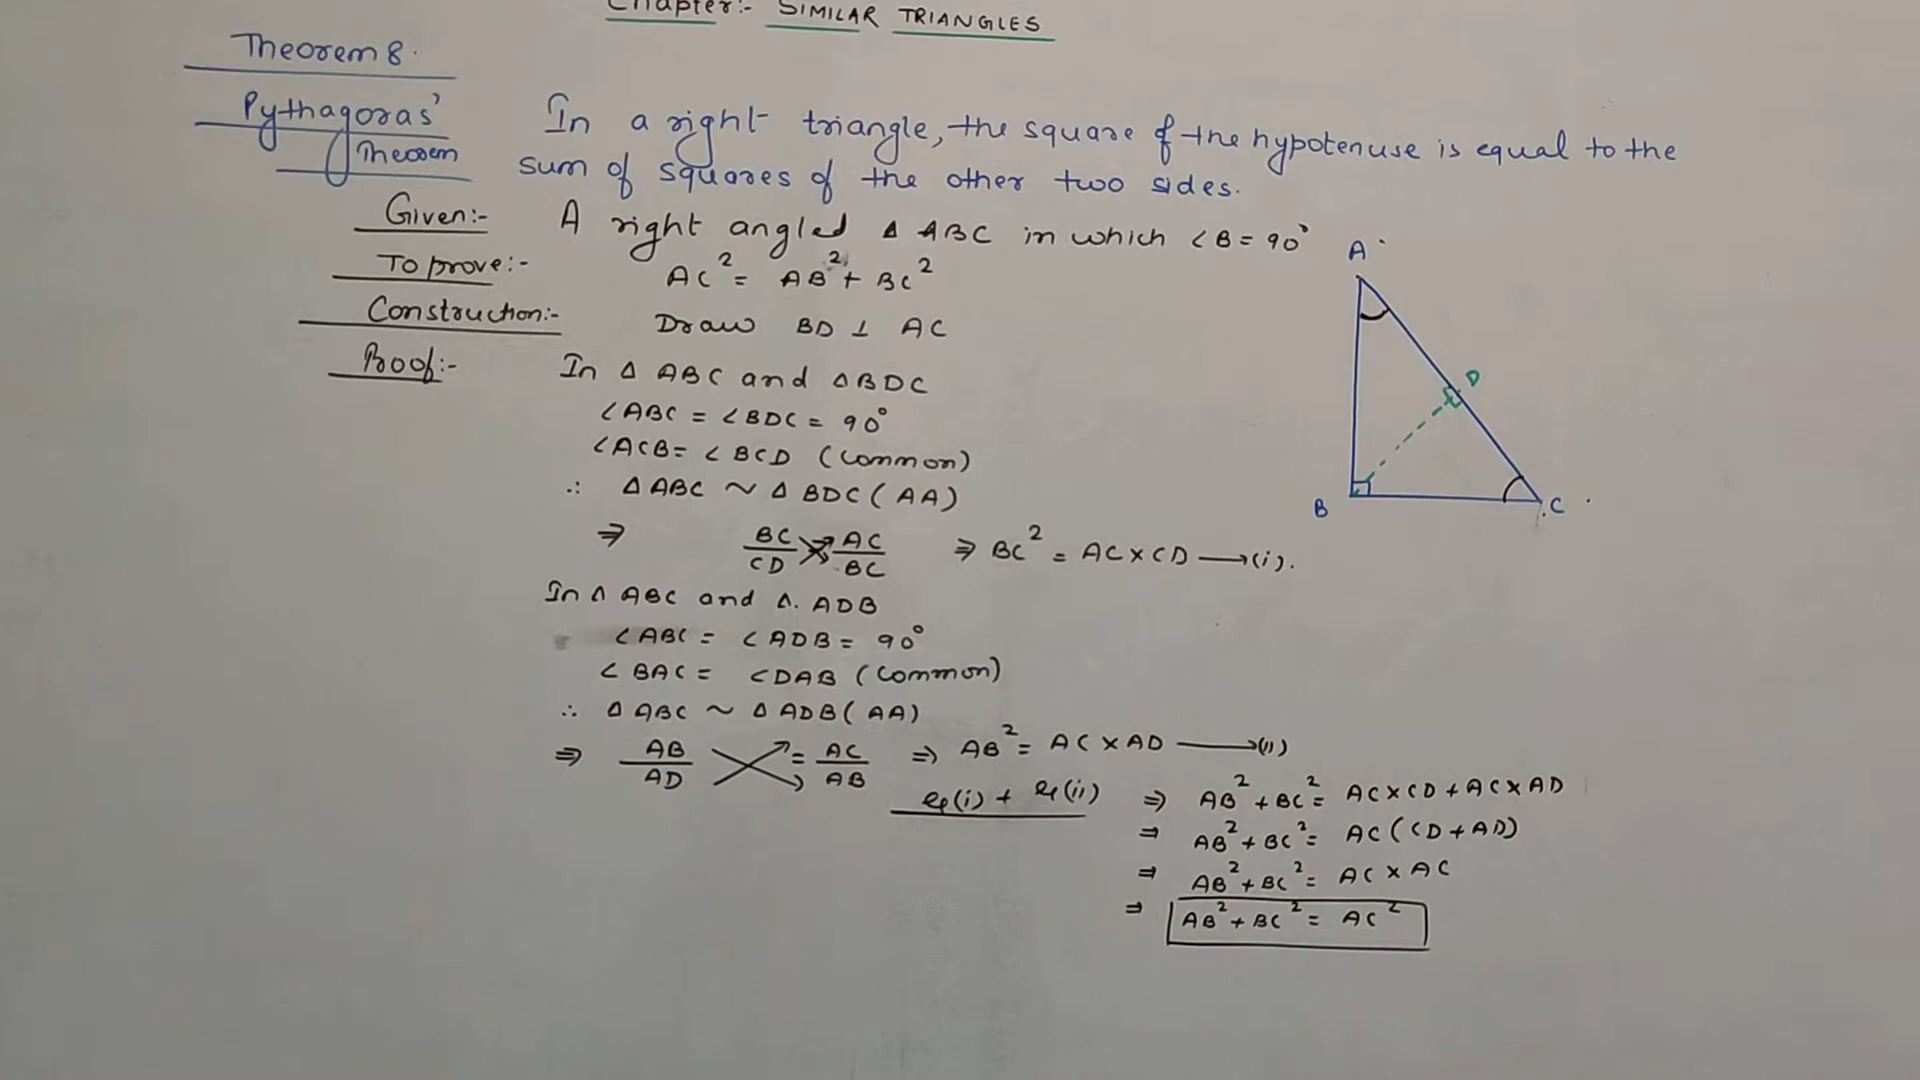 Chapter:- SIMILAR TRIANGLES
Theorem 8.
Pythagoras' Theorem
In a right triangle, the square of the hypotenuse is equal to the
sum of squares of the other two sides.
Given:- A right angled Δ ABC in which ∠B = 90°
To prove:- AC² = AB² + BC²
Construction:- Draw BD ⊥ AC
Proof:- In Δ ABC and Δ BDC
∠ABC = ∠BDC = 90°
∠ACB = ∠BCD (common)
∴ Δ ABC ~ Δ BDC (AA)
⇒ BC/CD = AC/BC ⇒ BC² = AC × CD ⟶ (i).
In Δ ABC and Δ. ADB
∠ABC = ∠ADB = 90°
∠BAC = ∠DAB (common)
∴ Δ ABC ~ Δ ADB (AA)
⇒ AB/AD = AC/AB ⇒ AB² = AC × AD ⟶ (ii)
eq(i) + eq(ii) ⇒ AB² + BC² = AC × CD + AC × AD
⇒ AB² + BC² = AC (CD + AD)
⇒ AB² + BC² = AC × AC
⇒ AB² + BC² = AC²
A
D
B
C